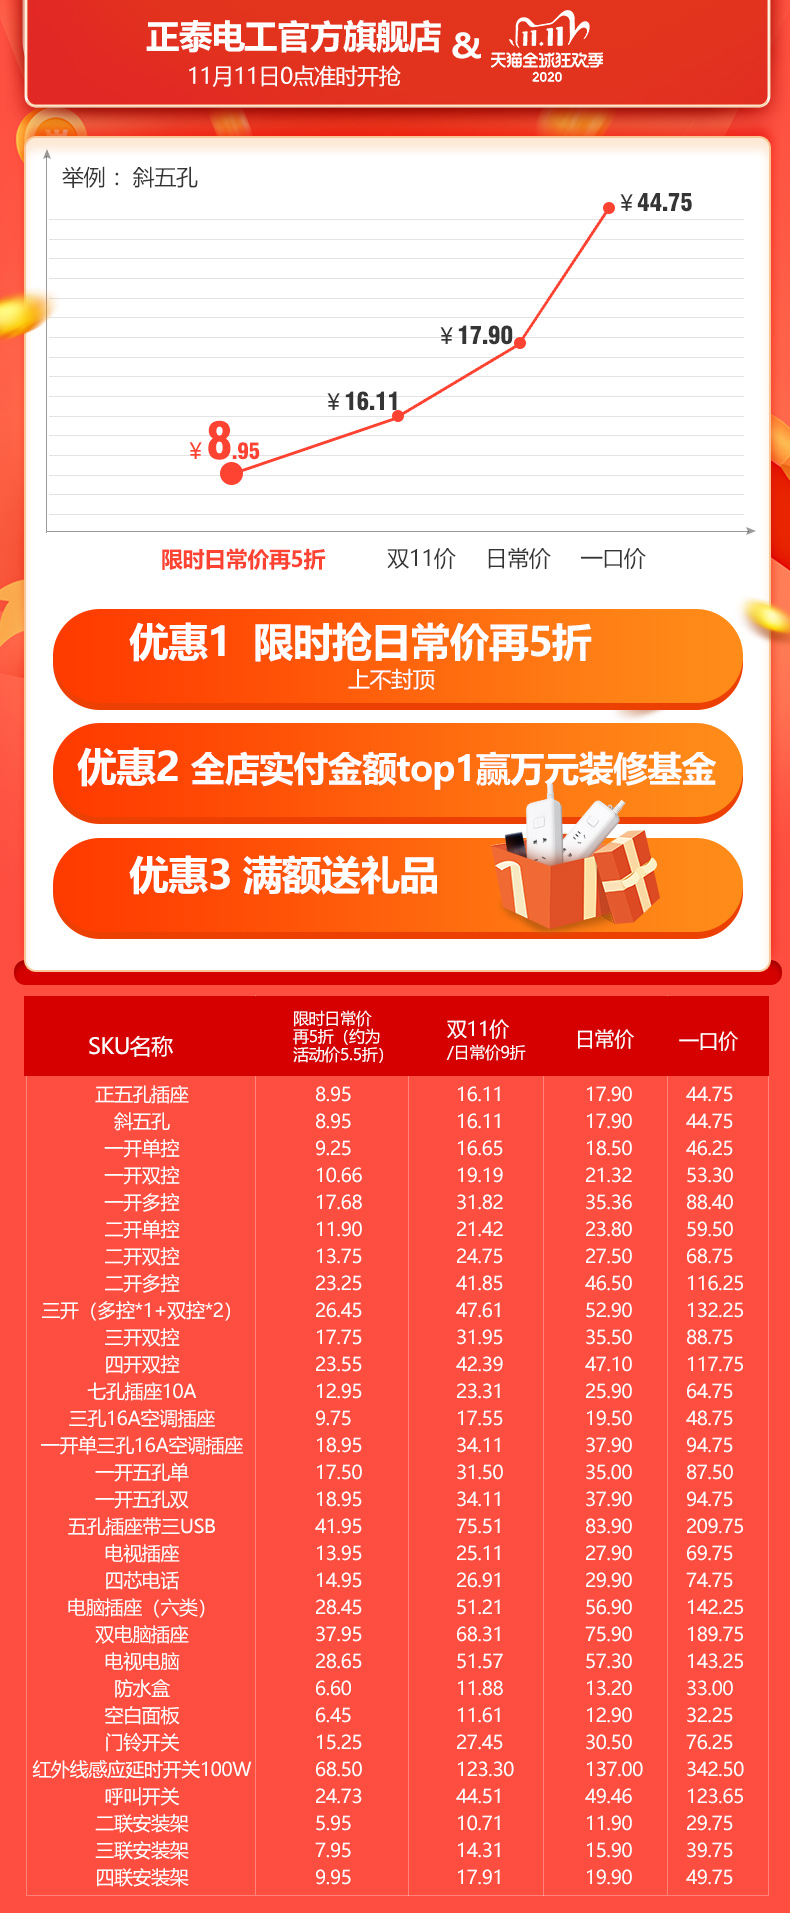 正泰电工官方旗舰店 & 11.11
天猫全球狂欢季
11月11日0点准时开抢
2020
举例：斜五孔
￥44.75
￥17.90
￥16.11
￥8.95
限时日常价再5折 双11价 日常价 一口价
优惠1 限时抢日常价再5折
上不封顶
优惠2 全店实付金额top1赢万元装修基金
优惠3 满额送礼品
SKU名称 限时日常价再5折（约为活动价5.5折） 双11价/日常价9折 日常价 一口价
正五孔插座 8.95 16.11 17.90 44.75
斜五孔 8.95 16.11 17.90 44.75
一开单控 9.25 16.65 18.50 46.25
一开双控 10.66 19.19 21.32 53.30
一开多控 17.68 31.82 35.36 88.40
二开单控 11.90 21.42 23.80 59.50
二开双控 13.75 24.75 27.50 68.75
二开多控 23.25 41.85 46.50 116.25
三开（多控*1+双控*2） 26.45 47.61 52.90 132.25
三开双控 17.75 31.95 35.50 88.75
四开双控 23.55 42.39 47.10 117.75
七孔插座10A 12.95 23.31 25.90 64.75
三孔16A空调插座 9.75 17.55 19.50 48.75
一开单三孔16A空调插座 18.95 34.11 37.90 94.75
一开五孔单 17.50 31.50 35.00 87.50
一开五孔双 18.95 34.11 37.90 94.75
五孔插座带三USB 41.95 75.51 83.90 209.75
电视插座 13.95 25.11 27.90 69.75
四芯电话 14.95 26.91 29.90 74.75
电脑插座（六类） 28.45 51.21 56.90 142.25
双电脑插座 37.95 68.31 75.90 189.75
电视电脑 28.65 51.57 57.30 143.25
防水盒 6.60 11.88 13.20 33.00
空白面板 6.45 11.61 12.90 32.25
门铃开关 15.25 27.45 30.50 76.25
红外线感应延时开关100W 68.50 123.30 137.00 342.50
呼叫开关 24.73 44.51 49.46 123.65
二联安装架 5.95 10.71 11.90 29.75
三联安装架 7.95 14.31 15.90 39.75
四联安装架 9.95 17.91 19.90 49.75